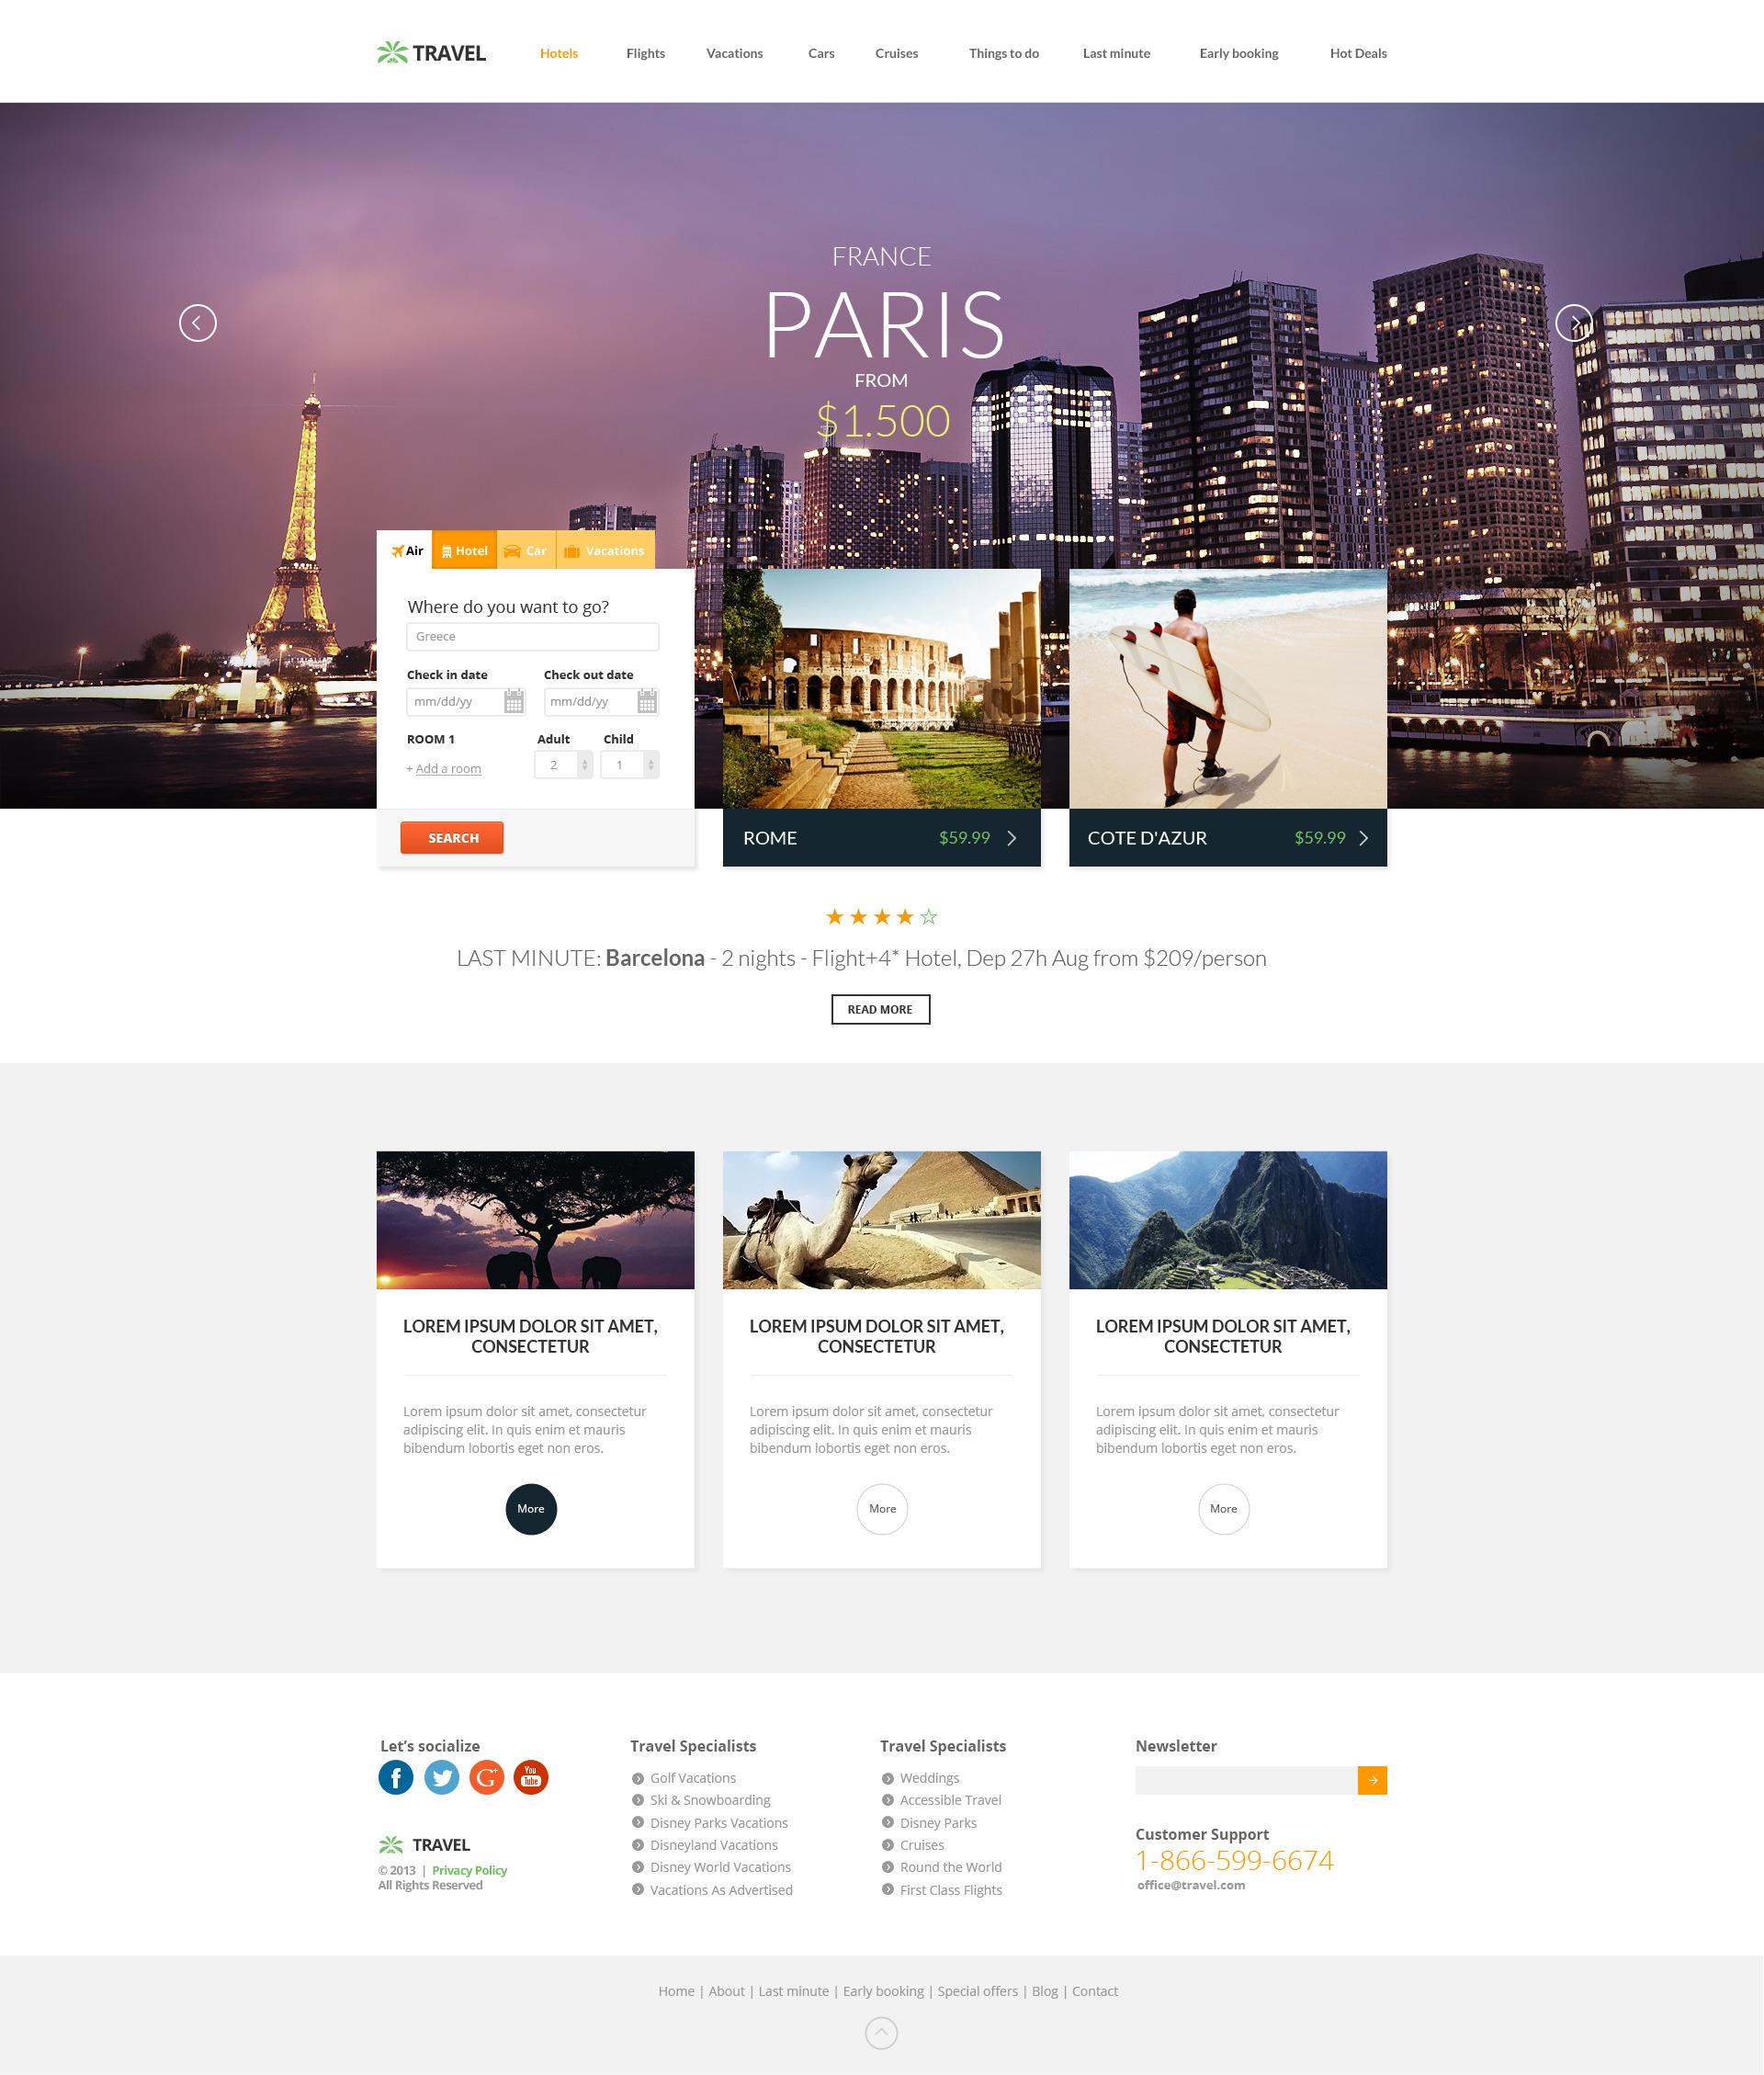 TRAVEL
Hotels Flights Vacations Cars Cruises Things to do Last minute Early booking Hot Deals
FRANCE
PARIS
FROM
$1.500
Air Hotel Car Vacations
Where do you want to go?
Greece
Check in date Check out date
mm/dd/yy mm/dd/yy
ROOM 1 Adult Child
+ Add a room 2 1
SEARCH
ROME $59.99
COTE D'AZUR $59.99
LAST MINUTE: Barcelona - 2 nights - Flight+4* Hotel, Dep 27h Aug from $209/person
READ MORE
LOREM IPSUM DOLOR SIT AMET,
CONSECTETUR
Lorem ipsum dolor sit amet, consectetur
adipiscing elit. In quis enim et mauris
bibendum lobortis eget non eros.
More
LOREM IPSUM DOLOR SIT AMET,
CONSECTETUR
Lorem ipsum dolor sit amet, consectetur
adipiscing elit. In quis enim et mauris
bibendum lobortis eget non eros.
More
LOREM IPSUM DOLOR SIT AMET,
CONSECTETUR
Lorem ipsum dolor sit amet, consectetur
adipiscing elit. In quis enim et mauris
bibendum lobortis eget non eros.
More
Let's socialize
f G+ You Tube
TRAVEL
© 2013 | Privacy Policy
All Rights Reserved
Travel Specialists
Golf Vacations
Ski & Snowboarding
Disney Parks Vacations
Disneyland Vacations
Disney World Vacations
Vacations As Advertised
Travel Specialists
Weddings
Accessible Travel
Disney Parks
Cruises
Round the World
First Class Flights
Newsletter
Customer Support
1-866-599-6674
office@travel.com
Home | About | Last minute | Early booking | Special offers | Blog | Contact